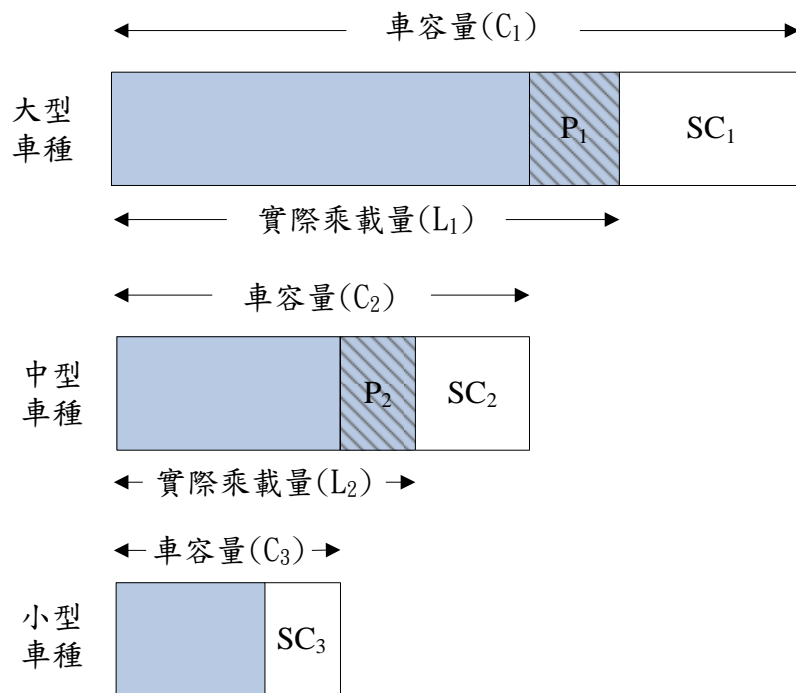 車容量(C₁)
大型
車種
P₁
SC₁
實際乘載量(L₁)
車容量(C₂)
中型
車種
P₂
SC₂
實際乘載量(L₂)
車容量(C₃)
小型
車種
SC₃